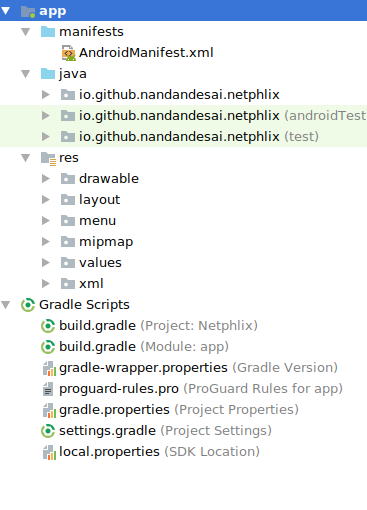 app
manifests
AndroidManifest.xml
java
io.github.nandandesai.netphlix
io.github.nandandesai.netphlix (androidTest
io.github.nandandesai.netphlix (test)
res
drawable
layout
menu
mipmap
values
xml
Gradle Scripts
build.gradle (Project: Netphlix)
build.gradle (Module: app)
gradle-wrapper.properties (Gradle Version)
proguard-rules.pro (ProGuard Rules for app)
gradle.properties (Project Properties)
settings.gradle (Project Settings)
local.properties (SDK Location)